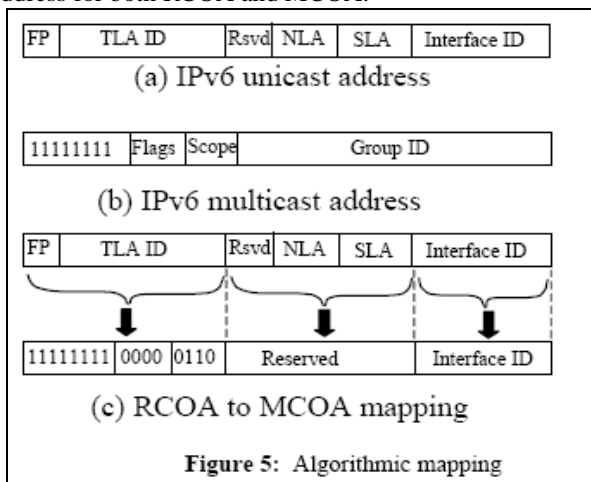 address for both RCOA and MCOA.
FP TLA ID Rsvd NLA SLA Interface ID
(a) IPv6 unicast address
11111111 Flags Scope Group ID
(b) IPv6 multicast address
FP TLA ID Rsvd NLA SLA Interface ID
11111111 0000 0110 Reserved Interface ID
(c) RCOA to MCOA mapping
Figure 5: Algorithmic mapping